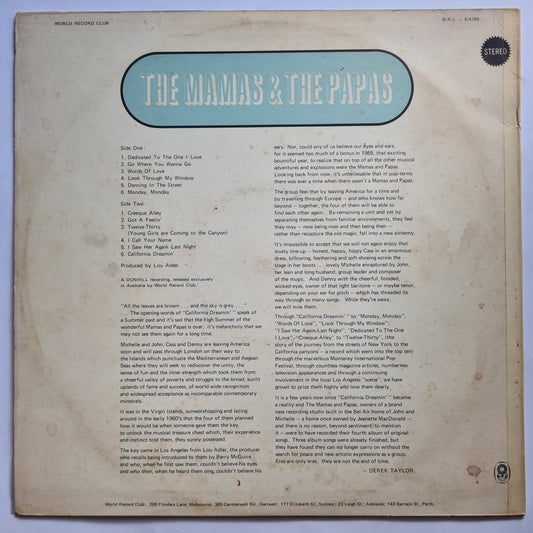 WORLD RECORD CLUB
W.R.C. - S/4789
STEREO
THE MAMAS & THE PAPAS
Side One:
1. Dedicated To The One I Love
2. Go Where You Wanna Go
3. Words Of Love
4. Look Through My Window
5. Dancing In The Street
6. Monday, Monday
Side Two:
1. Creeque Alley
2. Got A Feelin'
3. Twelve-Thirty
(Young Girls are Coming to the Canyon)
4. I Call Your Name
5. I Saw Her Again Last Night
6. California Dreamin'
Produced by Lou Alder.
A DUNHILL recording, released exclusively
in Australia by World Record Club.
"All the leaves are brown . . . and the sky is grey . . ."
. . . The opening words of "California Dreamin' " speak of
a Summer past and it's sad that the high Summer of the
wonderful Mamas and Papas is over: it's melancholy that we
may not see them again for a long time.
Michelle and John, Cass and Denny are leaving America
soon and will pass through London on their way to
the islands which punctuate the Mediterranean and Aegean
Seas where they will seek to rediscover the unity, the
sense of fun and the inner strength which took them from
a cheerful valley of poverty and struggle to the broad, sunlit
uplands of fame and success, of world wide recognition
and widespread acceptance as incomparable contemporary
minstrels.
It was in the Virgin Islands, sunworshipping and lazing
around in the early 1960's that the four of them planned
how it would be when someone gave them the key
to unlock the musical treasure chest which, their experience
and instinct told them, they surely possessed.
The key came in Los Angeles from Lou Adler, the producer
who recalls being introduced to them by Barry McGuire
and who, when he first saw them, couldn't believe his eyes
and who then, when he heard them sing, couldn't believe his
ears. Nor, could any of us believe our Eyes and ears,
for it seemed too much of a bonus in 1965, that exciting
bountiful year, to realize that on top of all the other musical
adventures and explosions were the Mamas and Papas.
Looking back from now, it's unbelievable that in pop terms
there was ever a time when there wasn't a Mamas and Papas.
The group feel that by leaving America for a time and
by travelling through Europe — and who knows how far
beyond — together, the four of them will be able to
find each other again. By remaining a unit and yet by
separating themselves from familiar environments, they feel
they may — now being now and then being then —
rather than recapture the old magic, fall into a new alchemy.
It's impossible to accept that we will not again enjoy that
lovely line-up - honest, happy, hippy Cass in an enormous
dress, billowing, feathering and soft shoeing across the
stage in her boots . . . lovely Michelle enraptured by John,
her lean and long husband, group leader and composer
of the music. And Denny with the cheerful, hooded,
wicked eyes, owner of that light baritone — or maybe tenor,
depending on your ear for pitch — which has threaded its
way through so many songs. While they're away,
we will miss them.
Through "California Dreamin' " to "Monday, Monday",
"Words Of Love", "Look Through My Window";
"I Saw Her Again Last Night", "Dedicated To The One
I Love", "Creeque Alley" to "Twelve-Thirty", the
story of the journey from the streets of New York to the
California canyons — a record which went into the top ten)
through the marvellous Monterey International Pop
Festival, through countless magazine articles, numberless
television appearances and through a continuing
involvement in the local Los Angeles "scene", we have
grown to prize them highly and love them dearly.
It is a few years now since "California Dreamin' " became
a reality and The Mamas and Papas, owners of a brand
new recording studio built in the Bel Air home of John and
Michelle — a home once owned by Jeanette MacDonald —
and there is no reason, beyond sentiment; to mention
it — were to have recorded their fourth album of original
songs. Three album songs were already finished, but
they have found they can no longer carry on without the
search for peace and new artistic expressions as a group.
Eras are only eras; they are not the end of time.
— DEREK TAYLOR.
World Record Club: 299 Flinders Lane, Melbourne; 365 Camberwell Rd., Hartwell; 177 Elizabeth St., Sydney; 23 Leigh St.; Adelaide; 143 Barrack St., Perth.